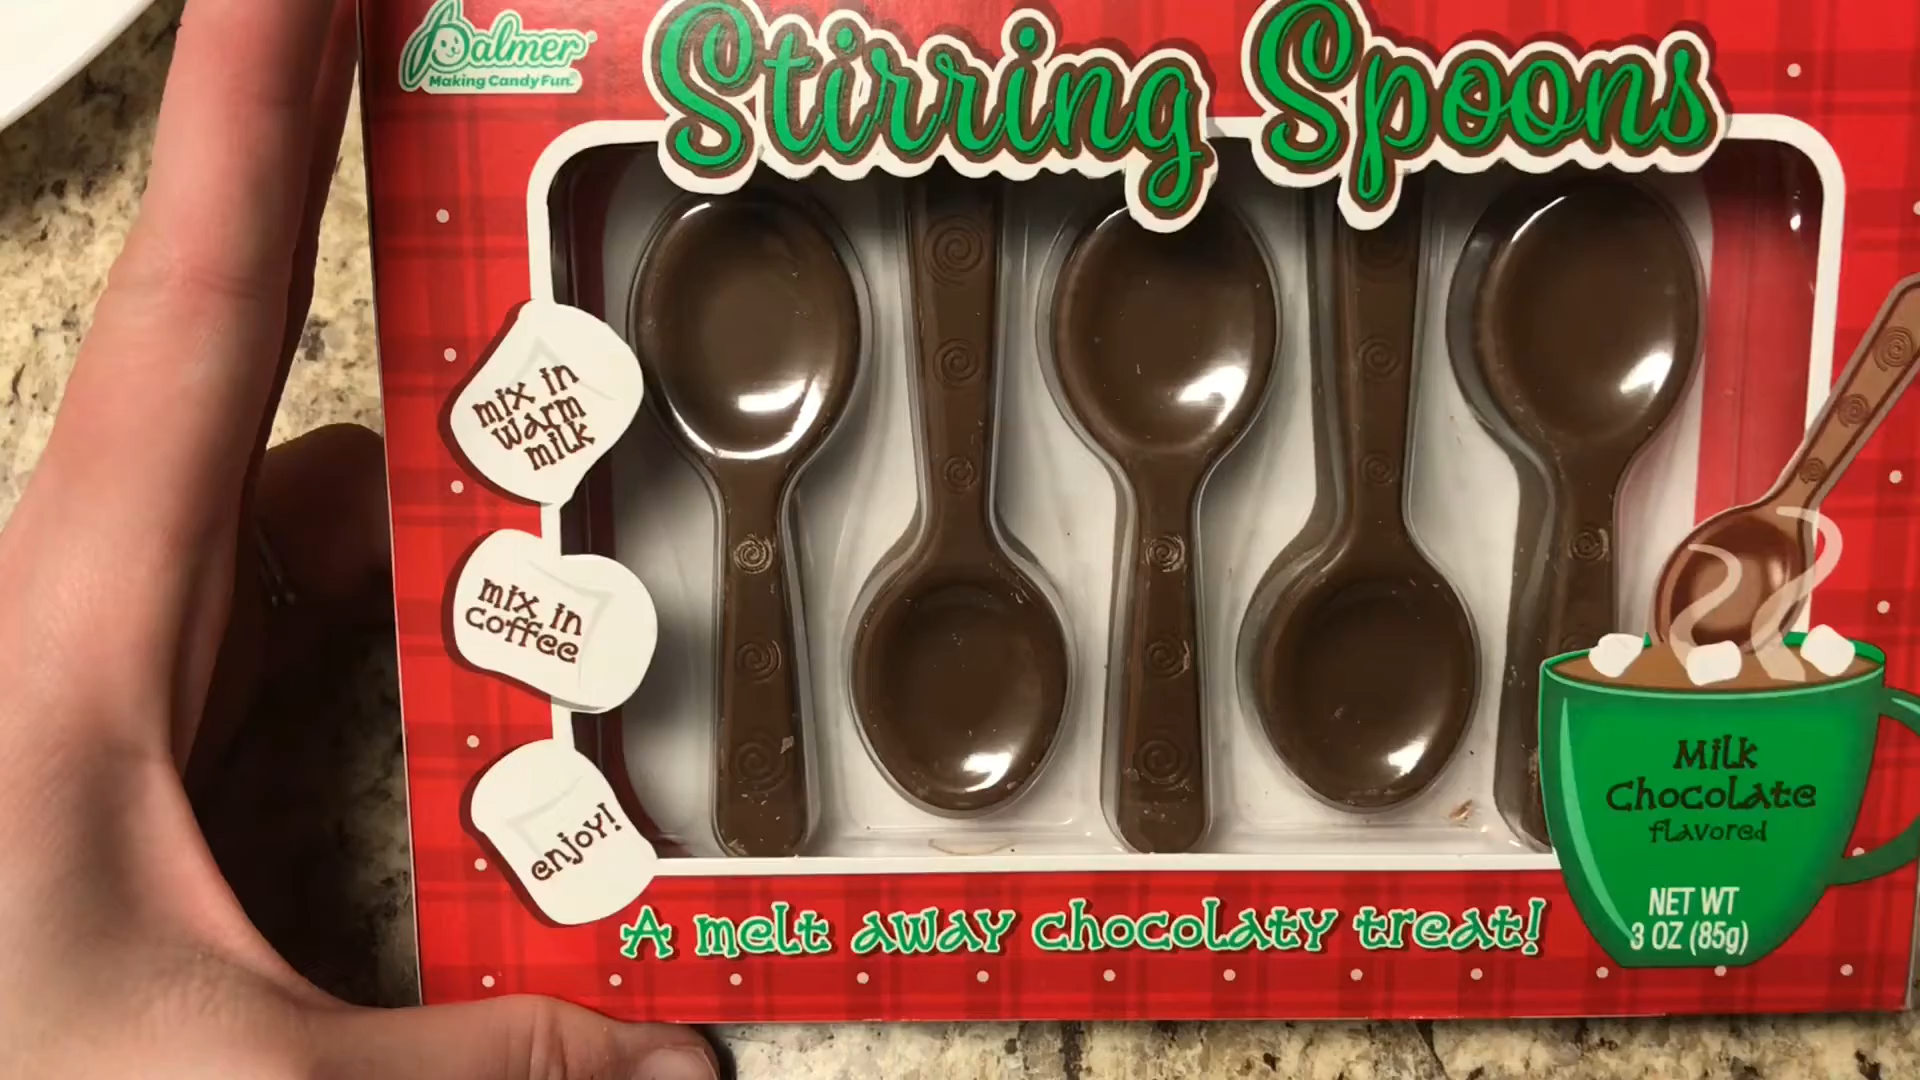 Palmer®
Making Candy Fun.®
Stirring Spoons
mix in
warm
milk
mix in
coffee
enjoy!
Milk
Chocolate
flavored
NET WT
3 OZ (85g)
A melt away chocolaty treat!